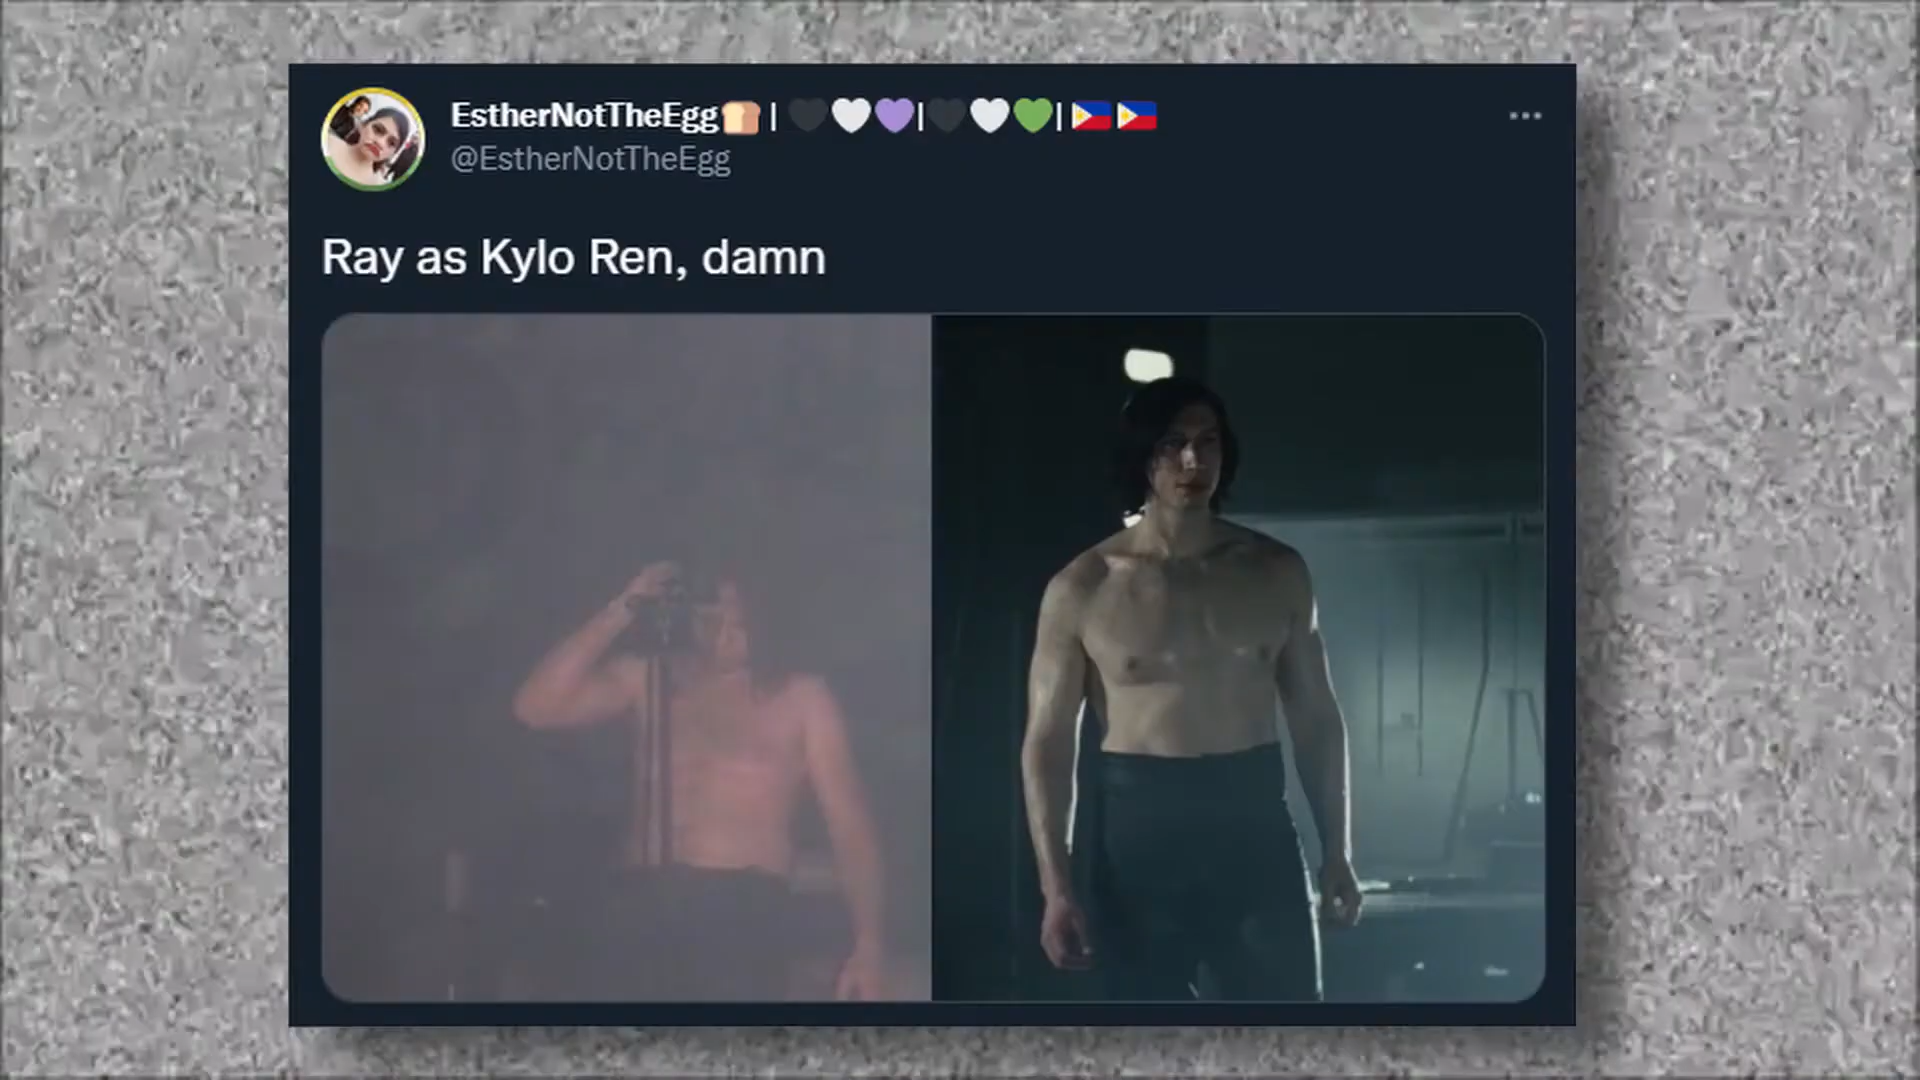 EstherNotTheEgg🍞 | 🖤🤍💜|🖤🤍💚| 🇵🇭🇵🇭
@EstherNotTheEgg
Ray as Kylo Ren, damn